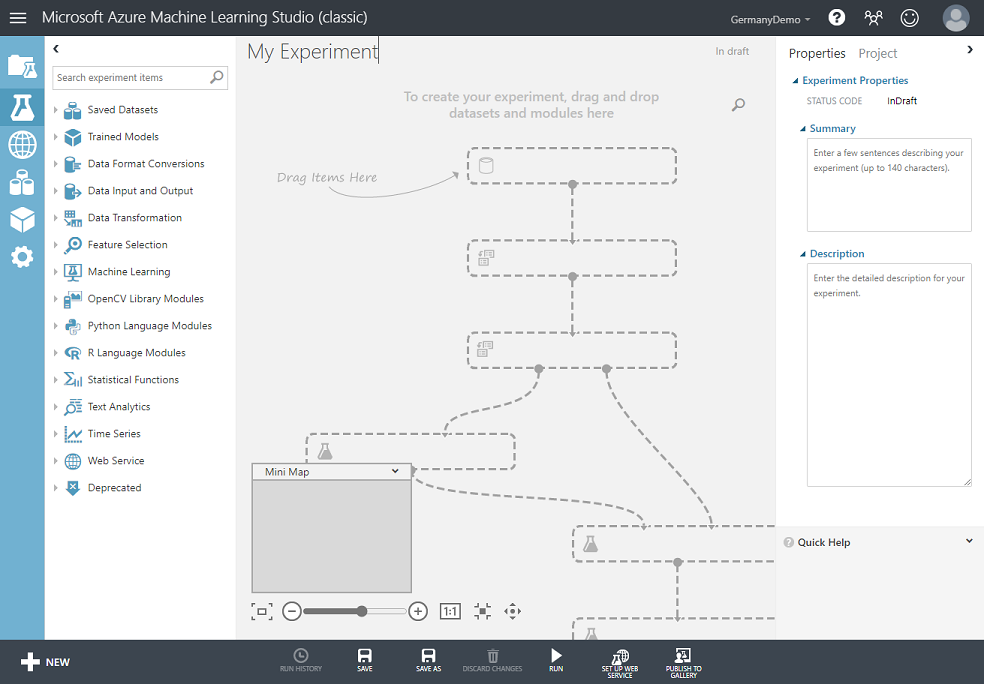 Microsoft Azure Machine Learning Studio (classic)
GermanyDemo
?
Search experiment items
Saved Datasets
Trained Models
Data Format Conversions
Data Input and Output
Data Transformation
Feature Selection
Machine Learning
OpenCV Library Modules
Python Language Modules
R Language Modules
Statistical Functions
Text Analytics
Time Series
Web Service
Deprecated
My Experiment
In draft
To create your experiment, drag and drop
datasets and modules here
Drag Items Here
Mini Map
1:1
Properties Project
Experiment Properties
STATUS CODE InDraft
Summary
Enter a few sentences describing your
experiment (up to 140 characters).
Description
Enter the detailed description for your
experiment.
? Quick Help
NEW
RUN HISTORY
SAVE
SAVE AS
DISCARD CHANGES
RUN
SET UP WEB
SERVICE
PUBLISH TO
GALLERY